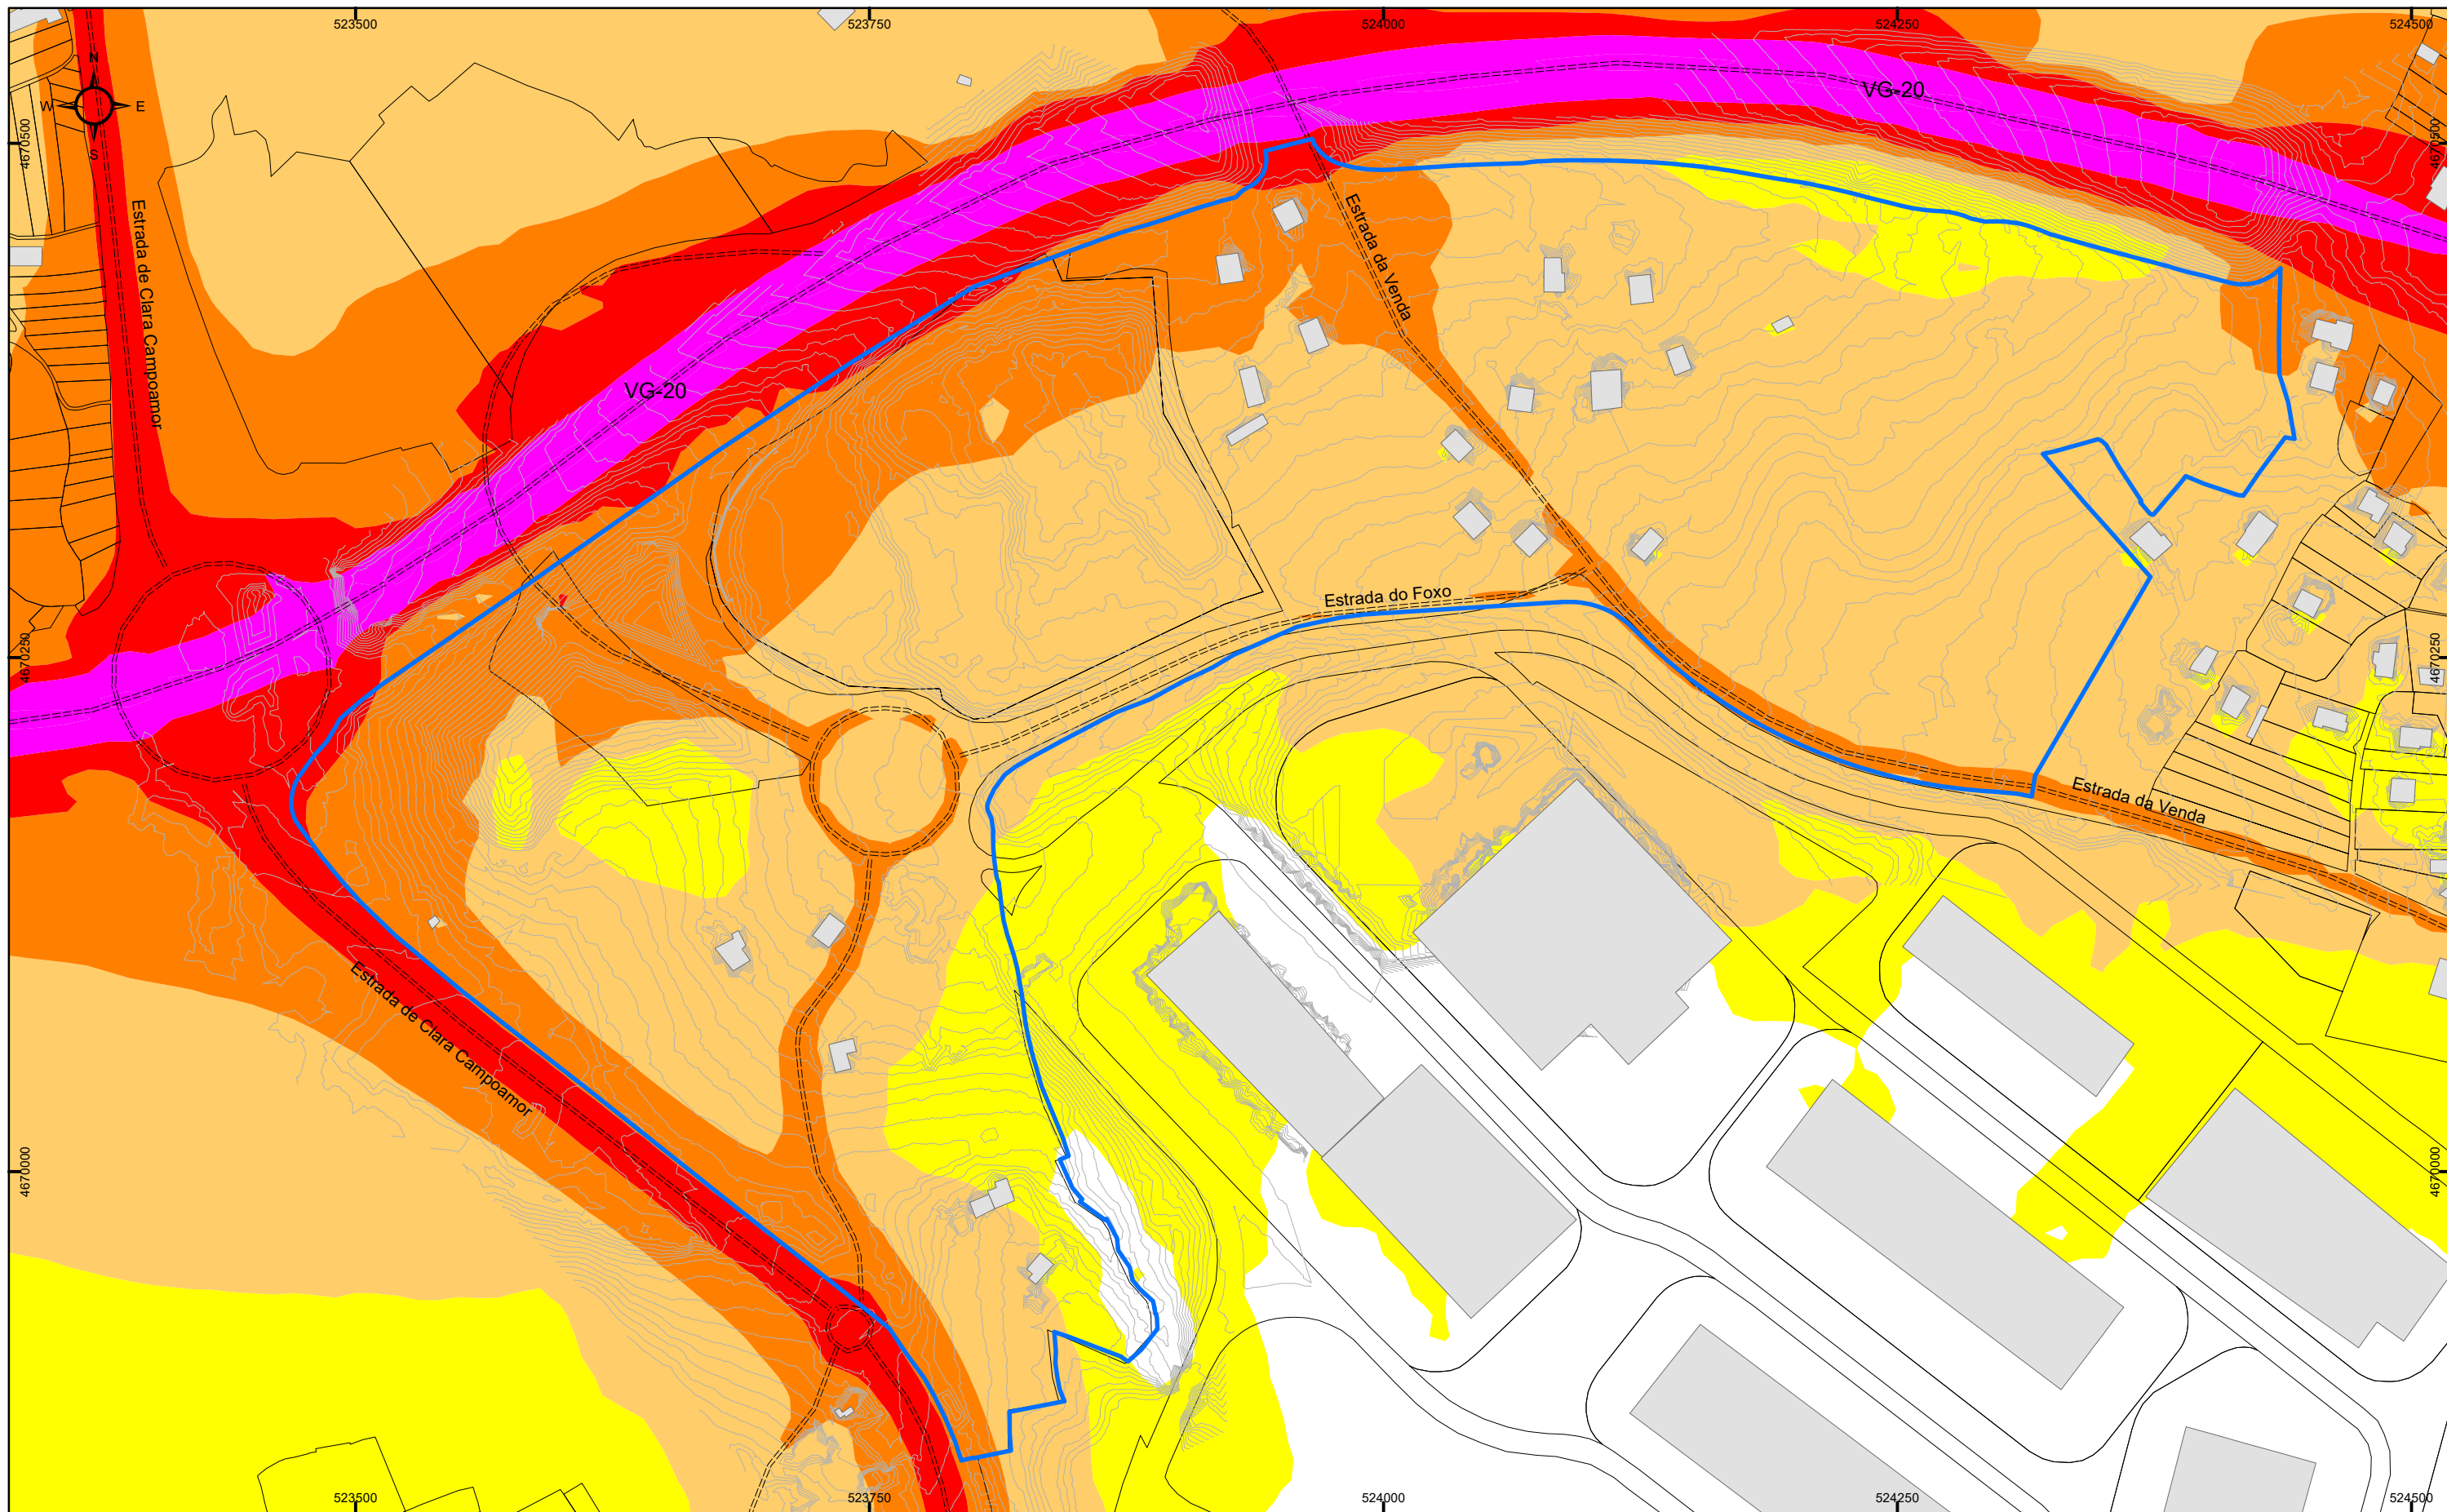 523500
523750
524000
524250
524500
N
W
E
S
VG-20
4670500
4670500
Estrada de Clara Campoamor
Estrada da Venda
VG-20
Estrada do Foxo
4670250
4670250
Estrada da Venda
Estrada de Clara Campoamor
4670000
4670000
523500
523750
524000
524250
524500